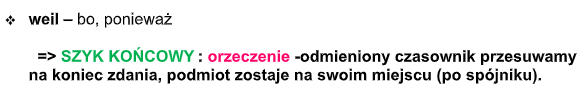 ❖ weil – bo, ponieważ
=> SZYK KOŃCOWY : orzeczenie -odmieniony czasownik przesuwamy
na koniec zdania, podmiot zostaje na swoim miejscu (po spójniku).